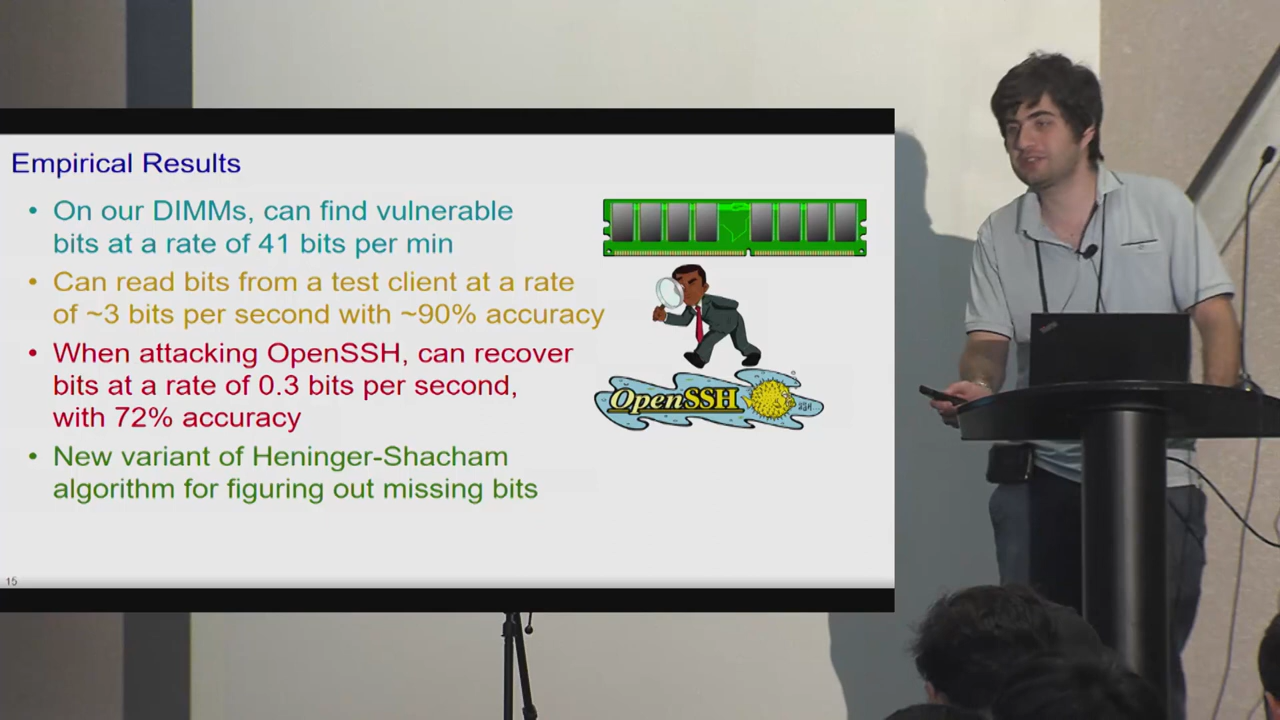 Empirical Results
• On our DIMMs, can find vulnerable
bits at a rate of 41 bits per min
• Can read bits from a test client at a rate
of ~3 bits per second with ~90% accuracy
• When attacking OpenSSH, can recover
bits at a rate of 0.3 bits per second,
with 72% accuracy
• New variant of Heninger-Shacham
algorithm for figuring out missing bits
OpenSSH
15